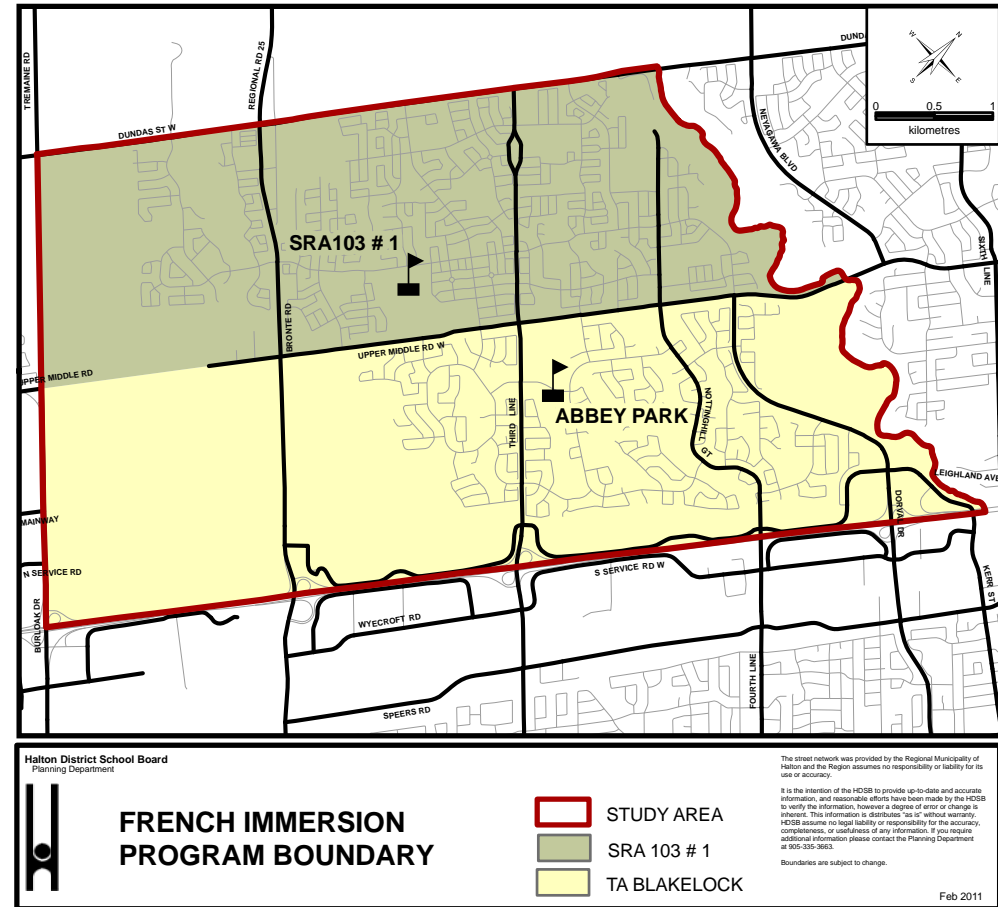 TREMAINE RD
REGIONAL RD 25
DUNDAS ST W
DUND
W
N
S
E
0
0.5
1
kilometres
NEYAGAWA BLVD
SIXTH LINE
SRA103 # 1
BRONTE RD
UPPER MIDDLE RD W
UPPER MIDDLE RD
THIRD LINE
ABBEY PARK
NOTTINGHILL GT
LEIGHLAND AVE
DORVAL DR
MAINWAY
N SERVICE RD
S SERVICE RD W
BURLOAK DR
WYECROFT RD
KERR ST
FOURTH LINE
SPEERS RD
Halton District School Board
Planning Department
FRENCH IMMERSION
PROGRAM BOUNDARY
STUDY AREA
SRA 103 # 1
TA BLAKELOCK
The street network was provided by the Regional Municipality of
Halton and the Region assumes no responsibility or liability for its
use or accuracy.
It is the intention of the HDSB to provide up-to-date and accurate
information, and reasonable efforts have been made by the HDSB
to verify the information, however a degree of error or change is
inherent. This information is distributes "as is" without warranty.
HDSB assume no legal liability or responsibility for the accuracy,
completeness, or usefulness of any information. If you require
additional information please contact the Planning Department
at 905-335-3663.
Boundaries are subject to change.
Feb 2011